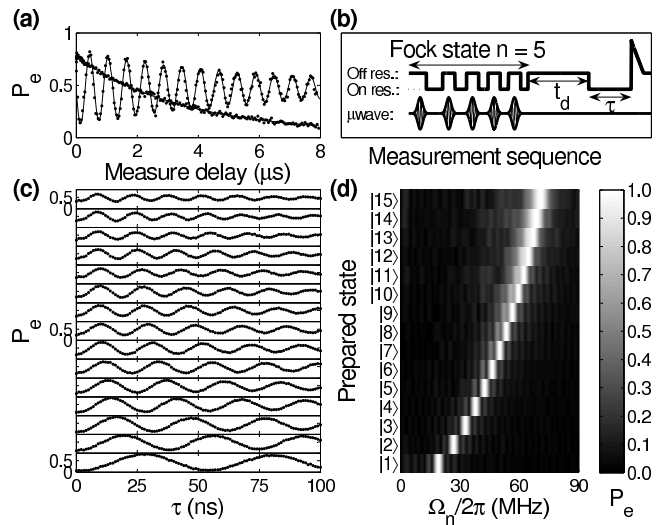 (a)
1
0.5
0
P_e
0 2 4 6 8
Measure delay (μs)
(b)
Fock state n = 5
Off res.:
On res.:
t_d
τ
μwave:
Measurement sequence
(c)
0.5
0
0.5
0
0.5
0
P_e
0 25 50 75 100
τ (ns)
(d)
Prepared state
|15⟩
|14⟩
|13⟩
|12⟩
|11⟩
|10⟩
|9⟩
|8⟩
|7⟩
|6⟩
|5⟩
|4⟩
|3⟩
|2⟩
|1⟩
0 30 60 90
Ω_n/2π (MHz)
1.0
0.9
0.8
0.7
0.6
0.5
0.4
0.3
0.2
0.1
0.0
P_e